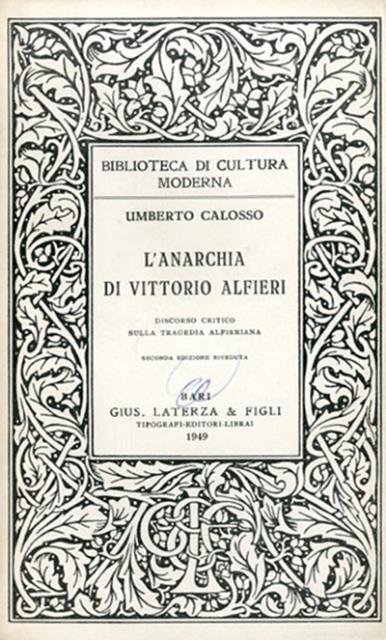 BIBLIOTECA DI CULTURA
MODERNA
UMBERTO CALOSSO
L'ANARCHIA
DI VITTORIO ALFIERI
DISCORSO CRITICO
SULLA TRAGEDIA ALFIERIANA
SECONDA EDIZIONE RIVEDUTA
BARI
GIUS. LATERZA & FIGLI
TIPOGRAFI-EDITORI-LIBRAI
1949